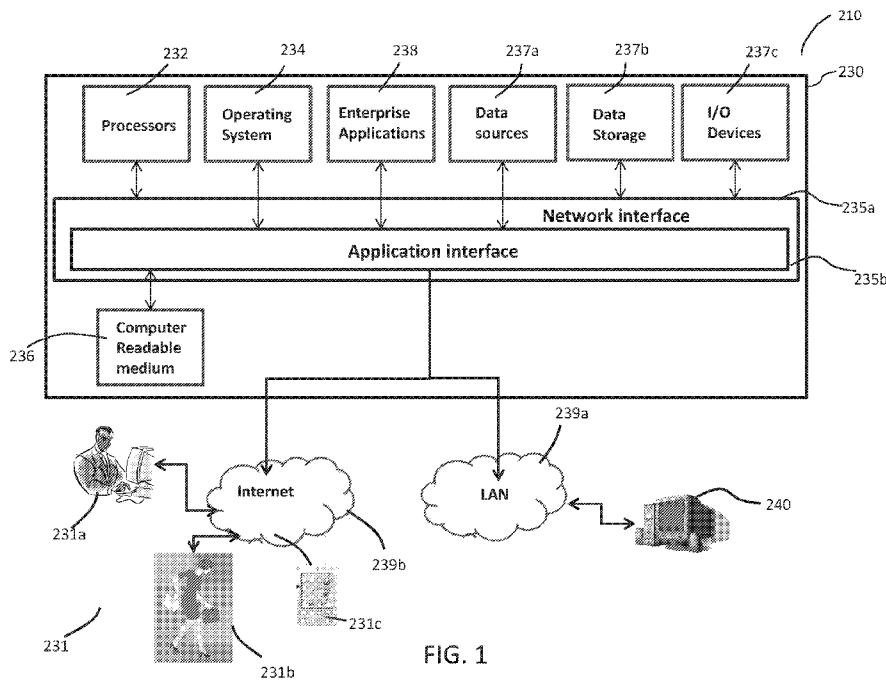 210
232
234
238
237a
237b
237c
230
Processors
Operating
System
Enterprise
Applications
Data
sources
Data
Storage
I/O
Devices
235a
Network interface
Application interface
235b
Computer
Readable
medium
236
239a
Internet
LAN
240
231a
239b
231c
231
231b
FIG. 1